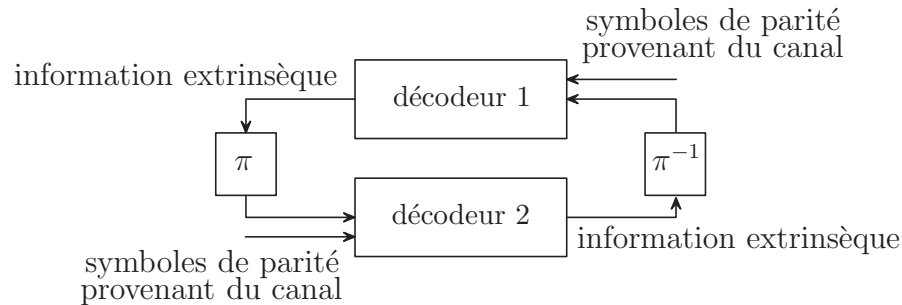 symboles de parité
provenant du canal
information extrinsèque
décodeur 1
π
π⁻¹
décodeur 2
information extrinsèque
symboles de parité
provenant du canal